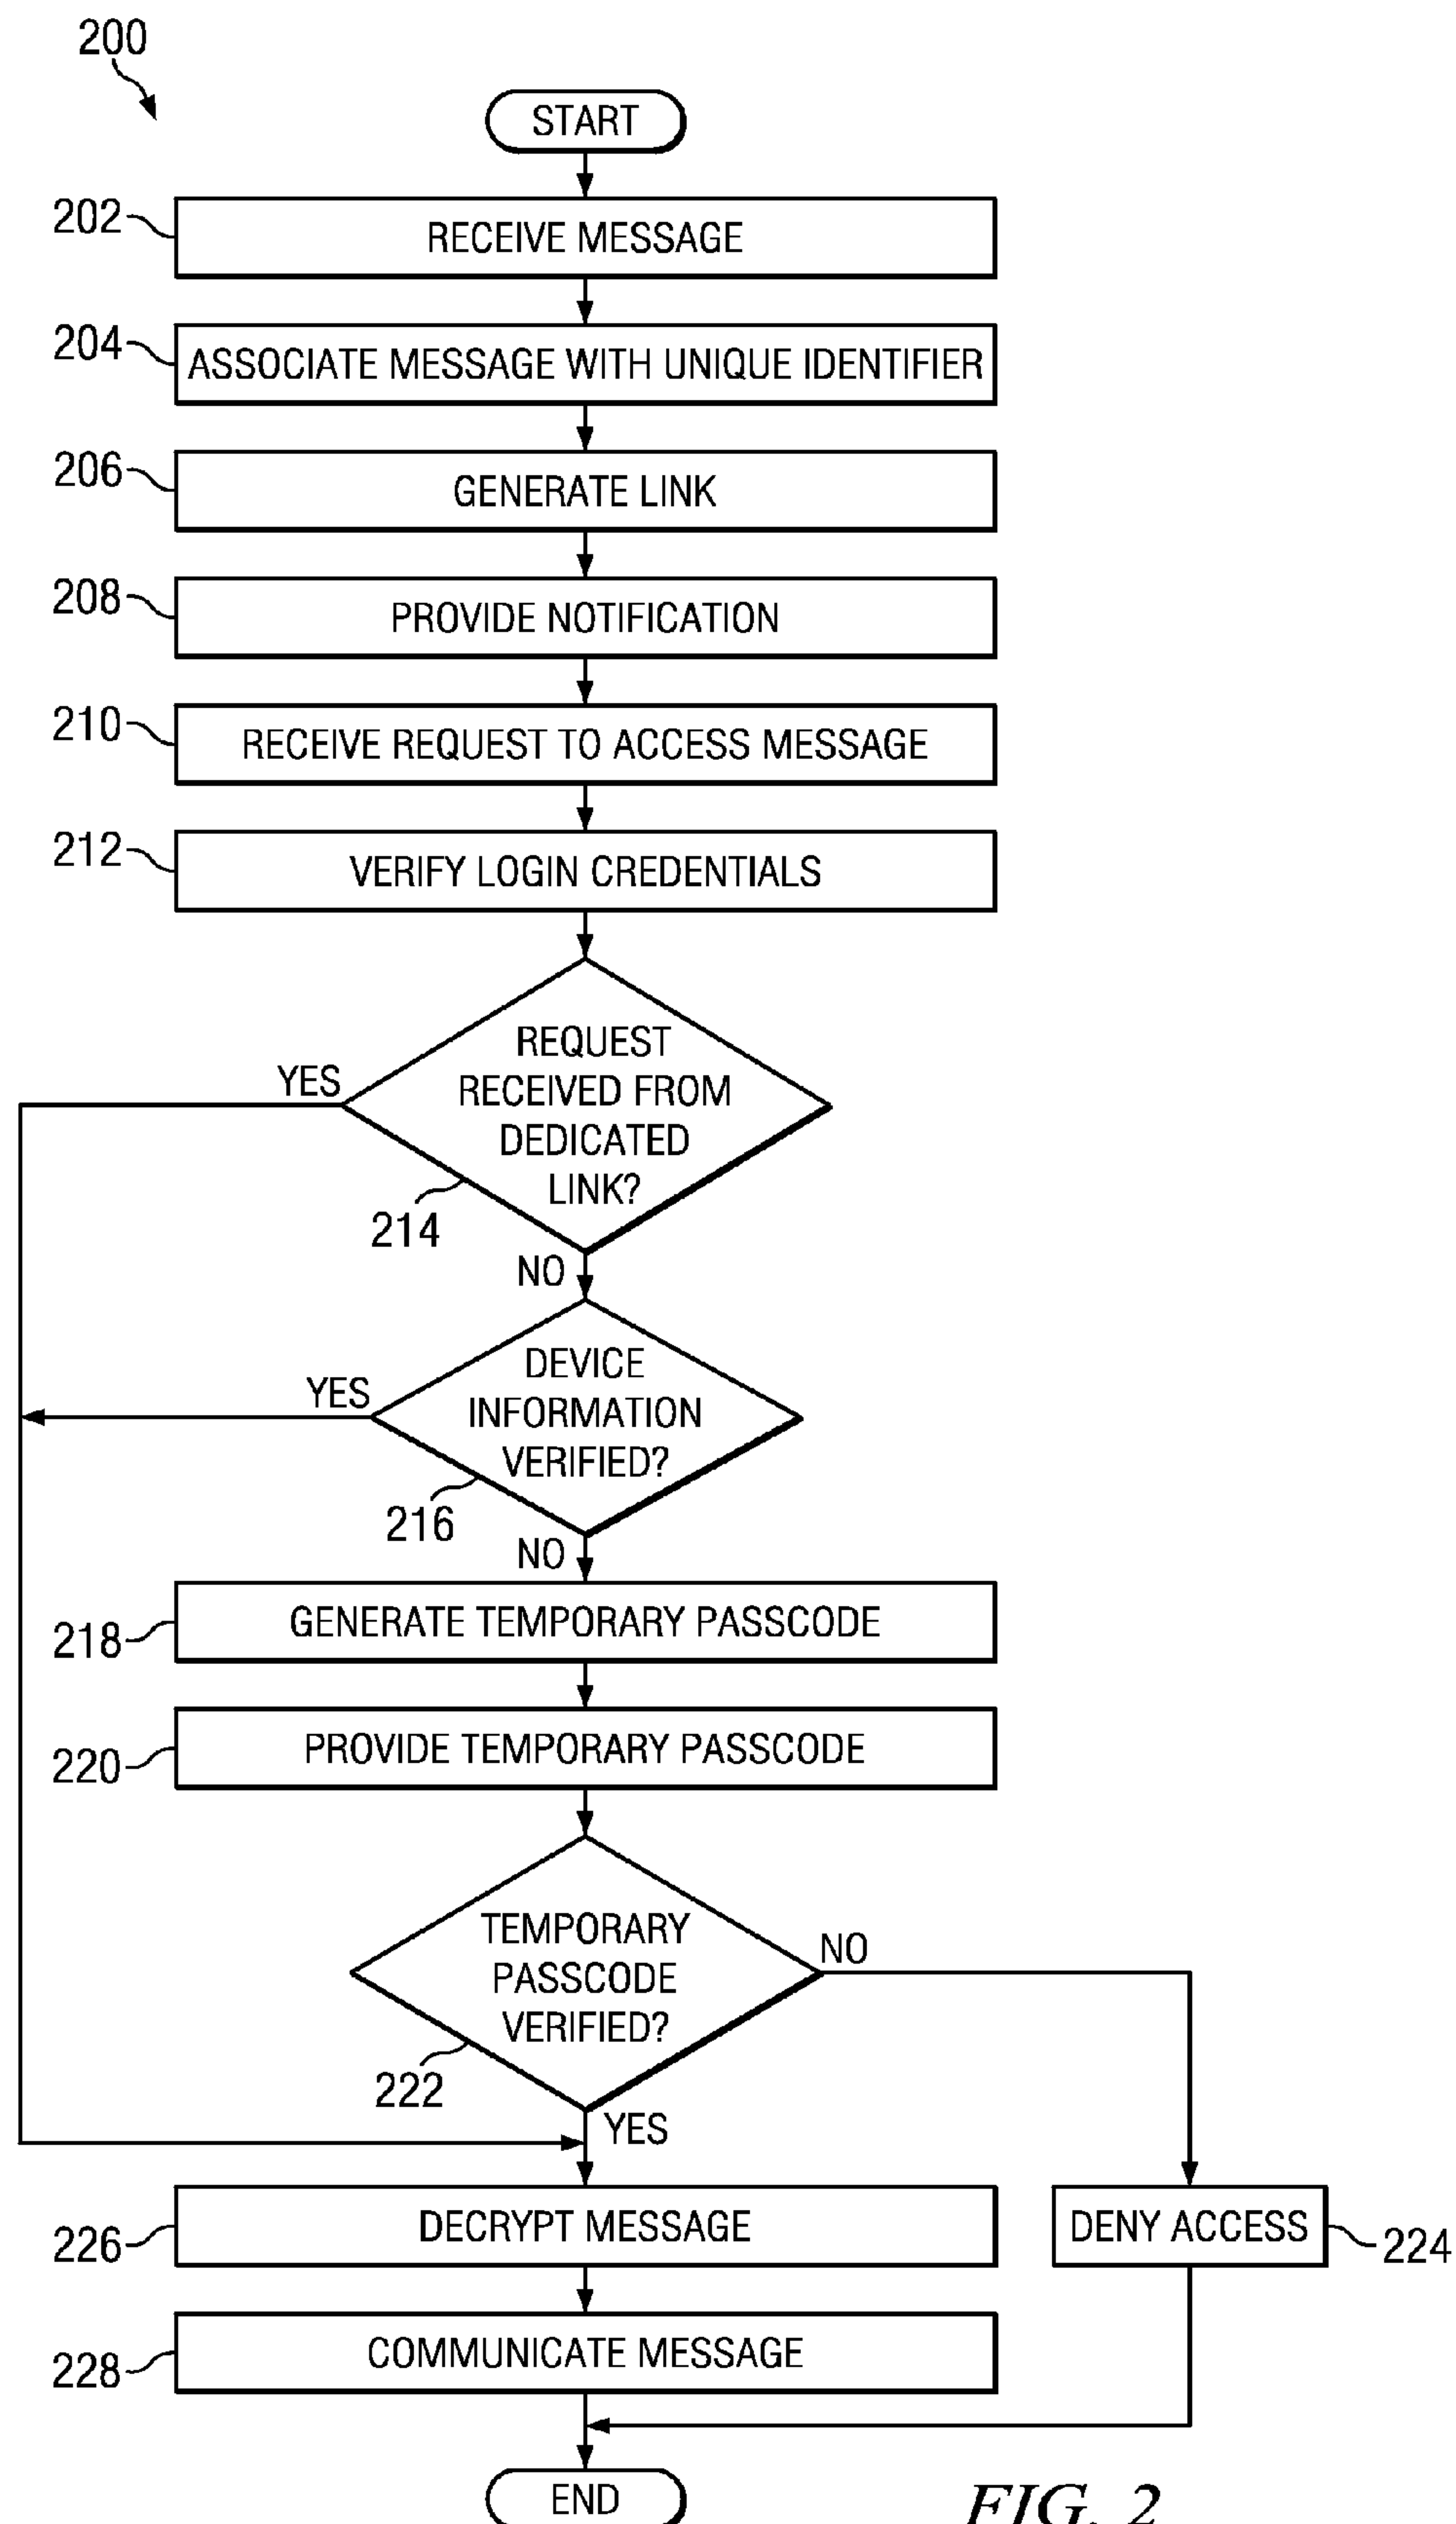 200
START
202
RECEIVE MESSAGE
204
ASSOCIATE MESSAGE WITH UNIQUE IDENTIFIER
206
GENERATE LINK
208
PROVIDE NOTIFICATION
210
RECEIVE REQUEST TO ACCESS MESSAGE
212
VERIFY LOGIN CREDENTIALS
REQUEST
RECEIVED FROM
DEDICATED
LINK?
YES
214
NO
DEVICE
INFORMATION
VERIFIED?
YES
216
NO
218
GENERATE TEMPORARY PASSCODE
220
PROVIDE TEMPORARY PASSCODE
TEMPORARY
PASSCODE
VERIFIED?
NO
222
YES
226
DECRYPT MESSAGE
DENY ACCESS
224
228
COMMUNICATE MESSAGE
END
FIG. 2